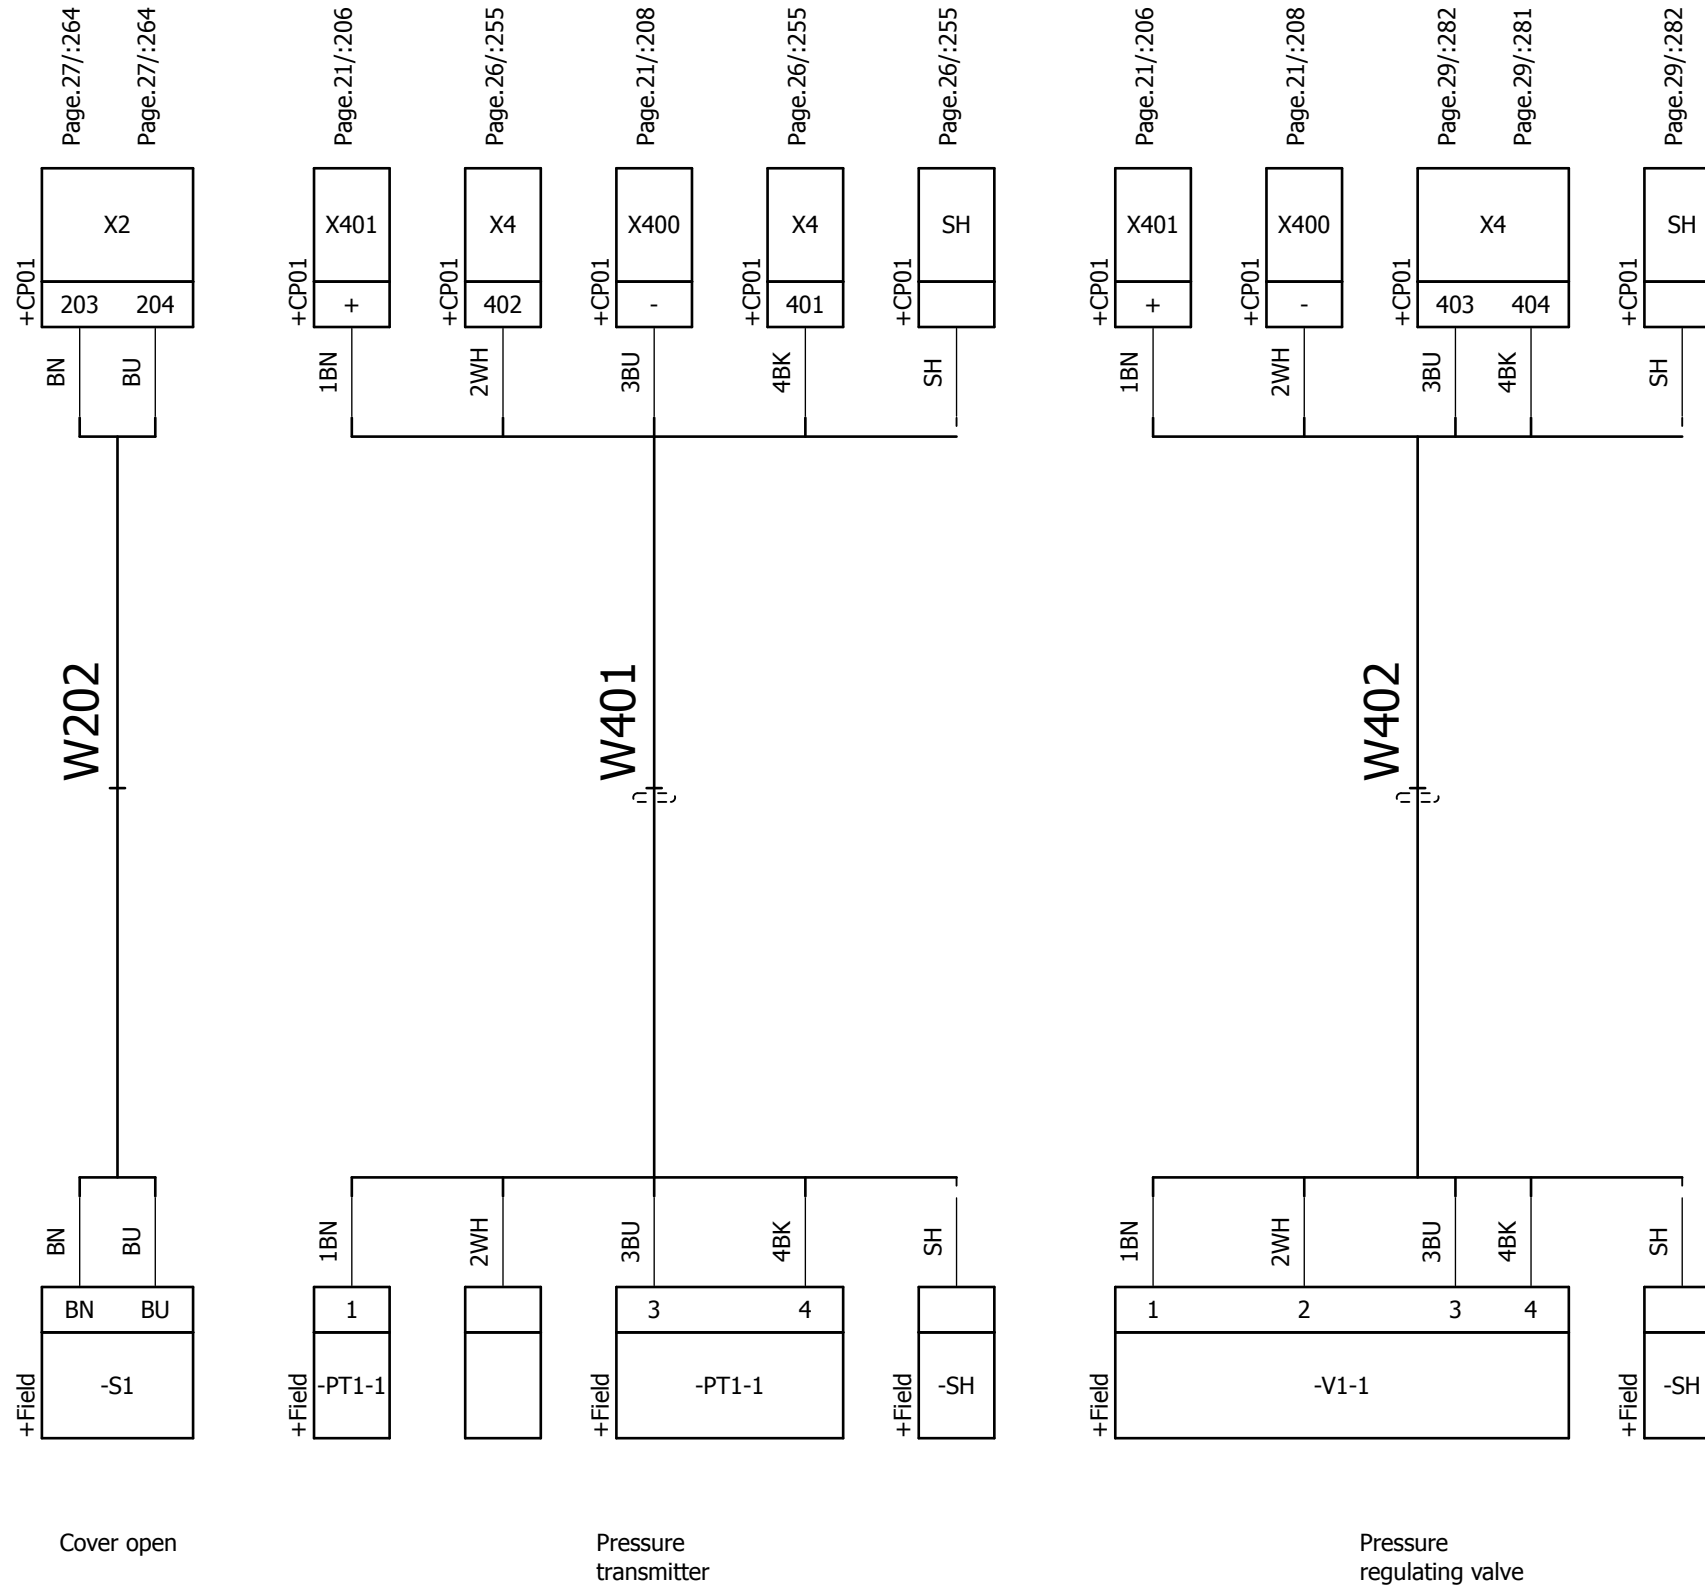 Page.27/:264 Page.27/:264 Page.21/:206 Page.26/:255 Page.21/:208 Page.26/:255 Page.26/:255 Page.21/:206 Page.21/:208 Page.29/:282 Page.29/:281 Page.29/:282
X2 X401 X4 X400 X4 SH X401 X400 X4 SH
+CP01 +CP01 +CP01 +CP01 +CP01 +CP01 +CP01 +CP01 +CP01 +CP01
203 204 + 402 - 401 + - 403 404
BN BU 1BN 2WH 3BU 4BK SH 1BN 2WH 3BU 4BK SH
W202 W401 W402
BN BU 1BN 2WH 3BU 4BK SH 1BN 2WH 3BU 4BK SH
BN BU 1 3 4 1 2 3 4
+Field -S1 +Field -PT1-1 +Field -PT1-1 +Field -SH +Field -V1-1 +Field -SH
Cover open
Pressure
transmitter
Pressure
regulating valve